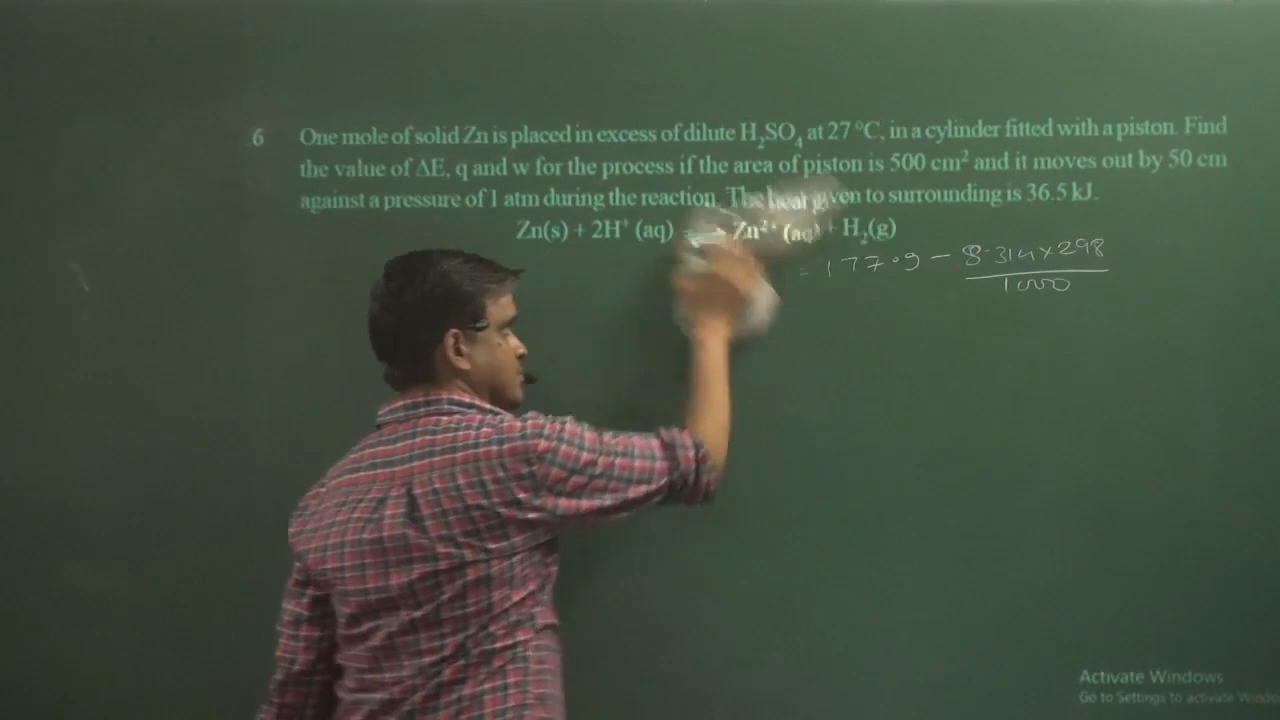 6 One mole of solid Zn is placed in excess of dilute H₂SO₄ at 27 °C, in a cylinder fitted with a piston. Find
the value of ΔE, q and w for the process if the area of piston is 500 cm² and it moves out by 50 cm
against a pressure of 1 atm during the reaction. The heat given to surrounding is 36.5 kJ.
Zn(s) + 2H⁺ (aq) ⇌ Zn²⁺ (aq) + H₂(g)
= 177.9 - 8.314×298
1000
Activate Windows
Go to Settings to activate